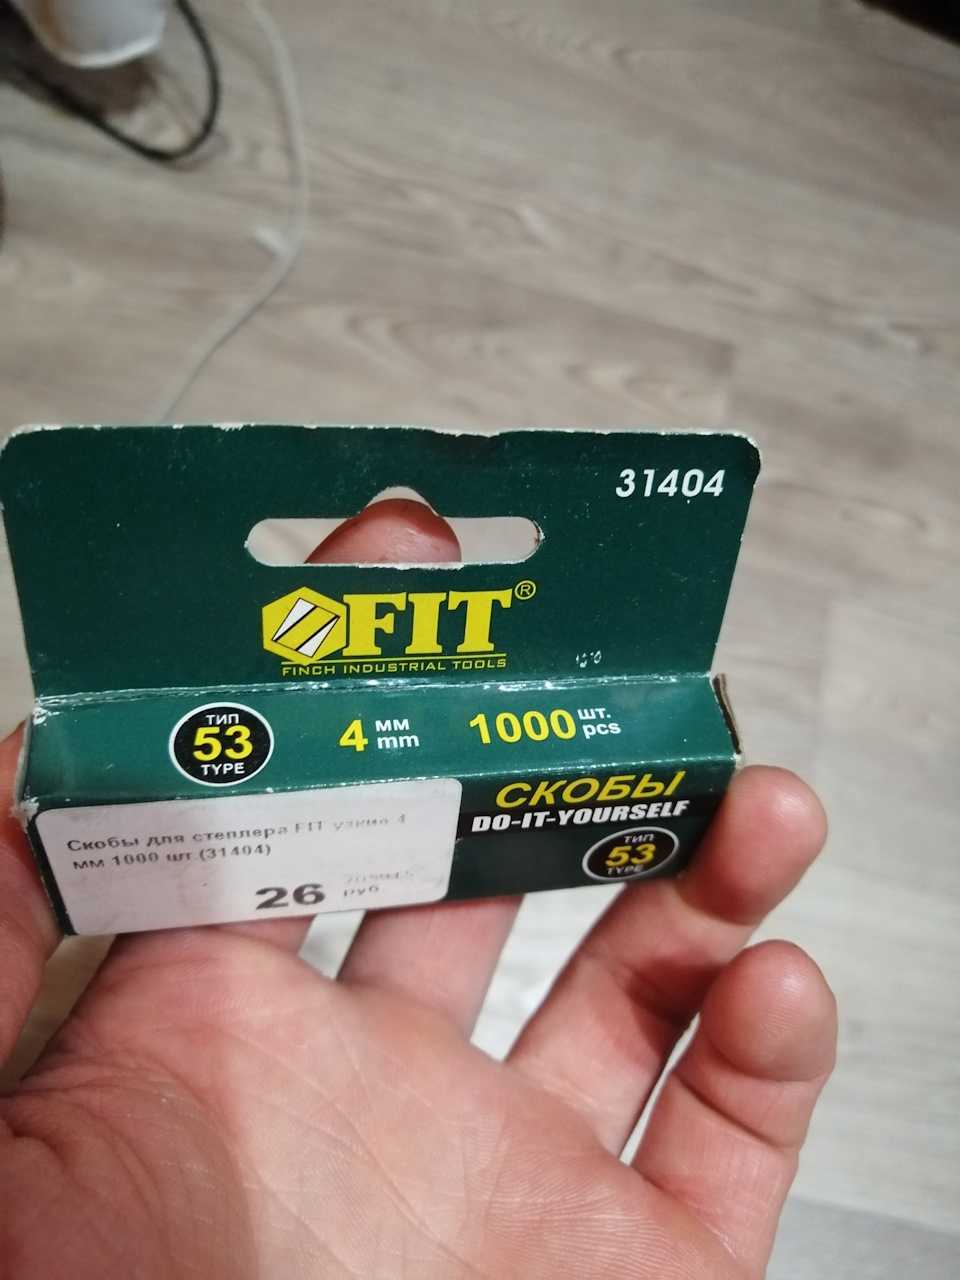 31404
FIT®
FINCH INDUSTRIAL TOOLS
ТИП
53
TYPE
4 мм
mm
1000 шт.
pcs
СКОБЫ
DO-IT-YOURSELF
ТИП
53
TYPE
Скобы для степлера FIT узкие 4
мм 1000 шт.(31404)
26 руб